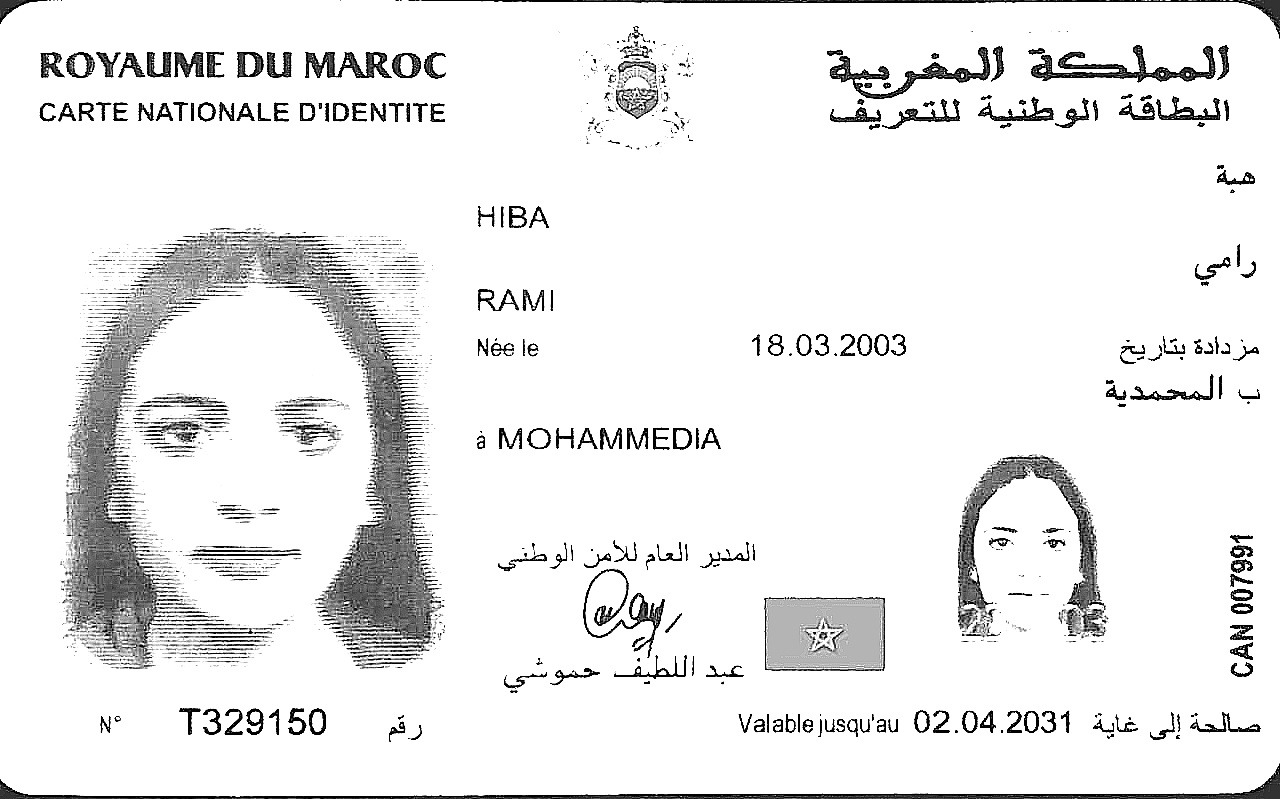 ROYAUME DU MAROC
المملكة المغربية
CARTE NATIONALE D'IDENTITE
البطاقة الوطنية للتعريف
هبة
HIBA
رامي
RAMI
Née le 18.03.2003 مزدادة بتاريخ
ب المحمدية
à MOHAMMEDIA
المدير العام للأمن الوطني
عبد اللطيف حموشي
CAN 007991
N° T329150 رقم
Valable jusqu'au 02.04.2031 صالحة إلى غاية